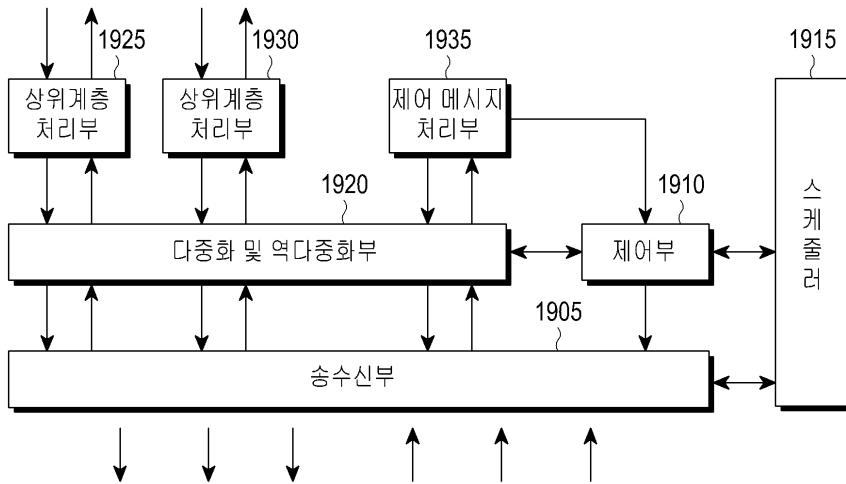 1925
1930
1935
1915
상위계층
처리부
상위계층
처리부
제어 메시지
처리부
1920
1910
다중화 및 역다중화부
제어부
스케줄러
1905
송수신부